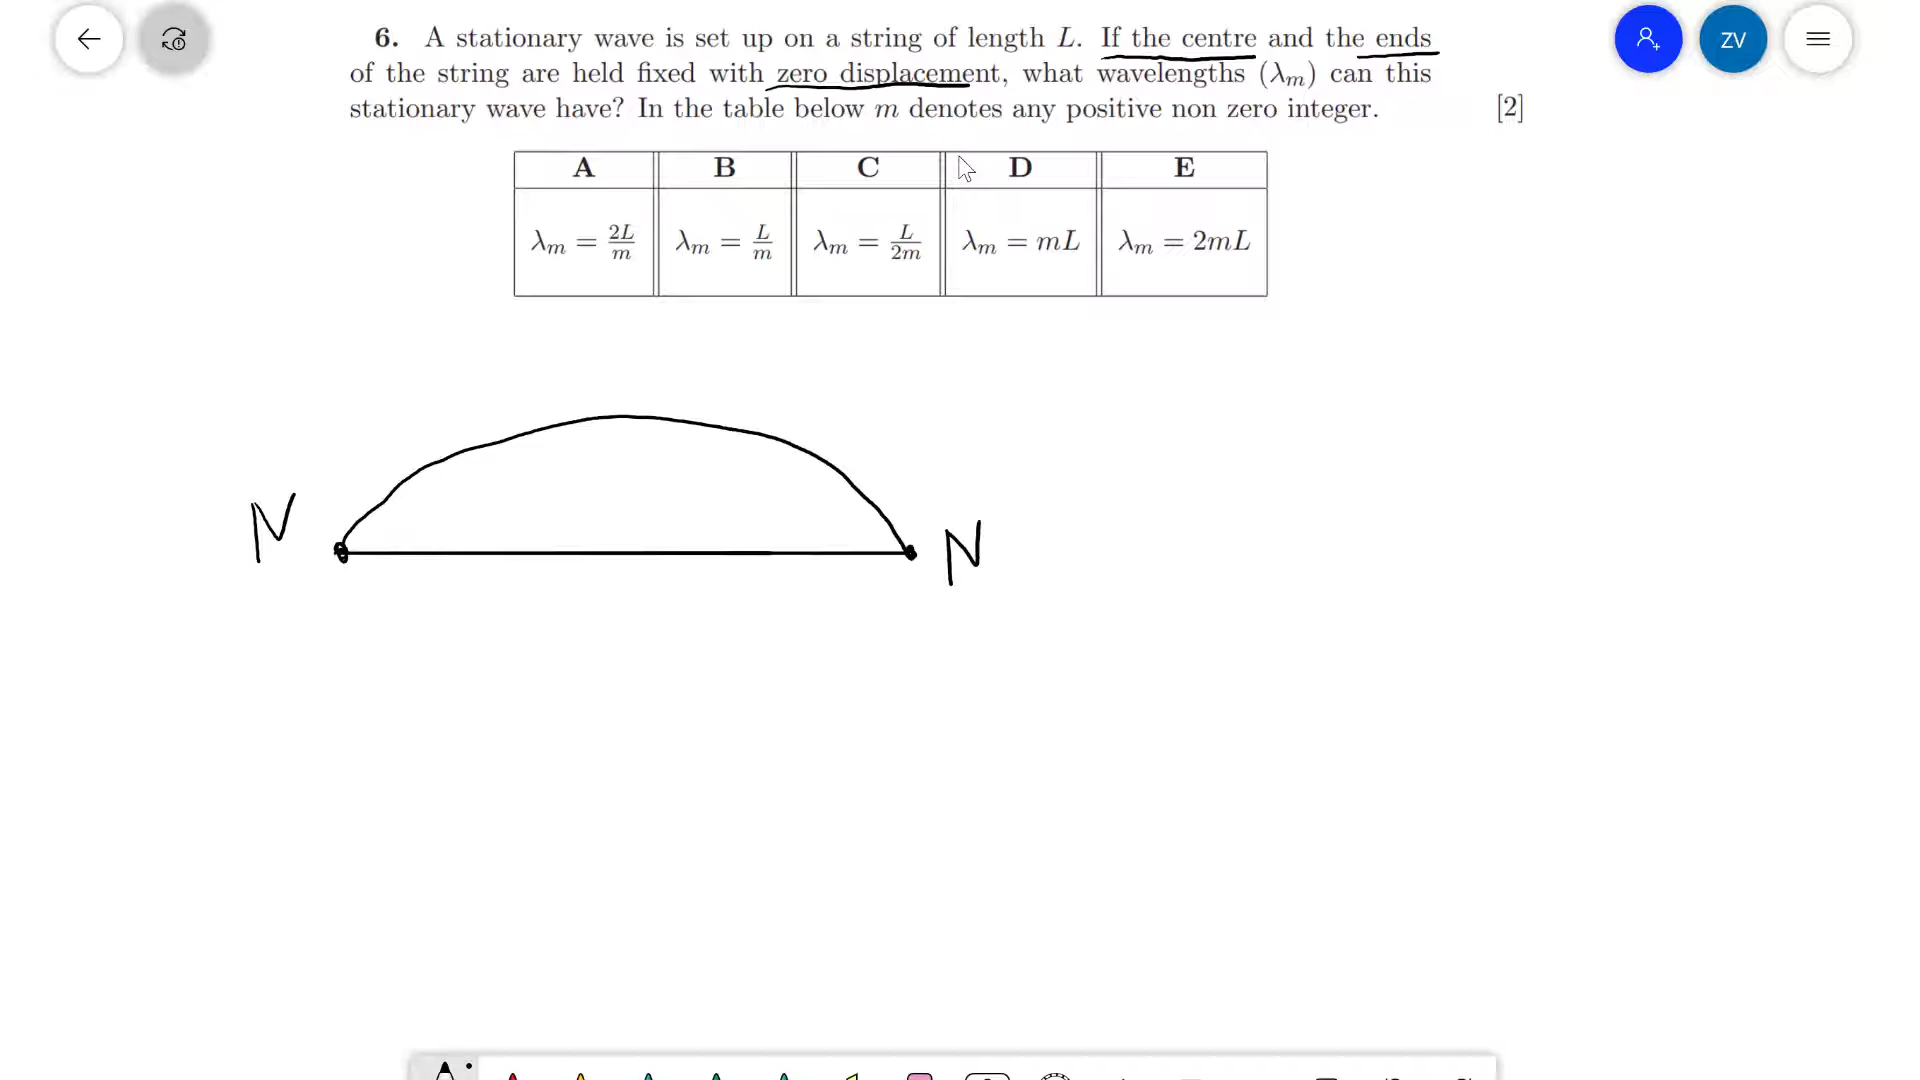 ZV
6. A stationary wave is set up on a string of length L. If the centre and the ends
of the string are held fixed with zero displacement, what wavelengths (λₘ) can this
stationary wave have? In the table below m denotes any positive non zero integer. [2]
A B C D E
λₘ = 2L/m λₘ = L/m λₘ = L/2m λₘ = mL λₘ = 2mL
N N